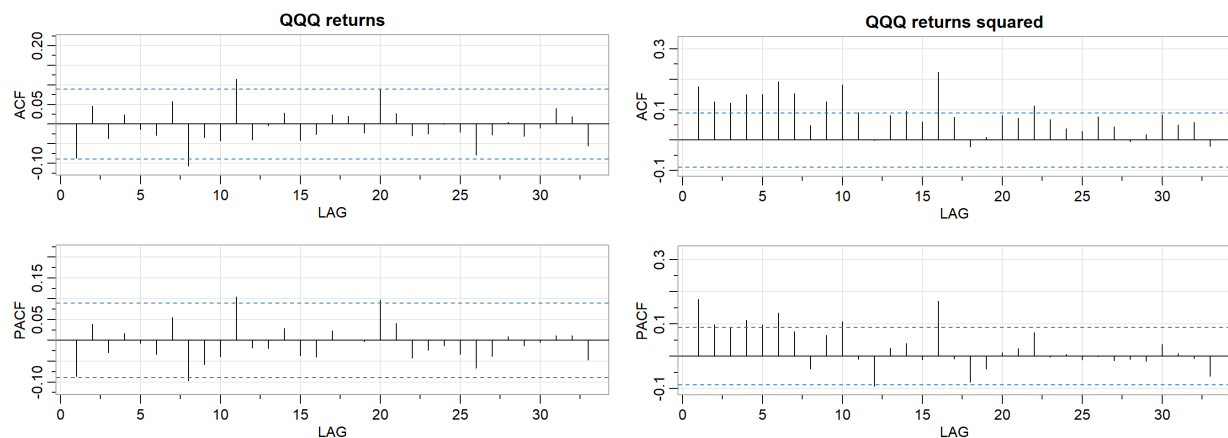 QQQ returns
ACF
-0.10 0.05 0.20
0 5 10 15 20 25 30
LAG
PACF
-0.10 0.05 0.15
0 5 10 15 20 25 30
LAG
QQQ returns squared
ACF
-0.1 0.1 0.3
0 5 10 15 20 25 30
LAG
PACF
-0.1 0.1 0.3
0 5 10 15 20 25 30
LAG